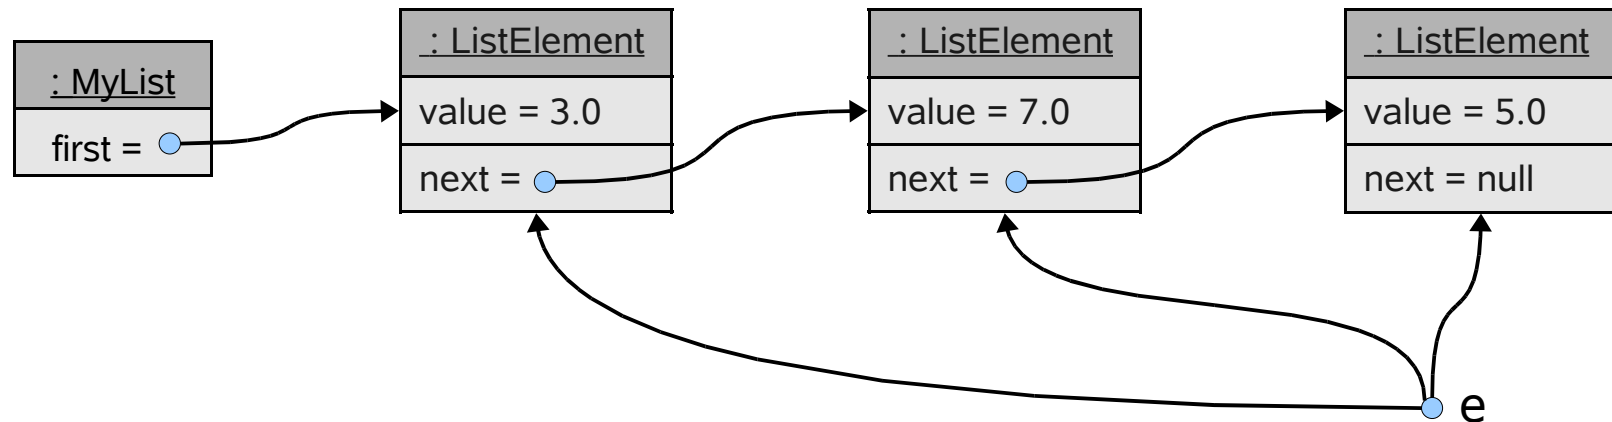 : MyList
first =
: ListElement
value = 3.0
next =
: ListElement
value = 7.0
next =
: ListElement
value = 5.0
next = null
e